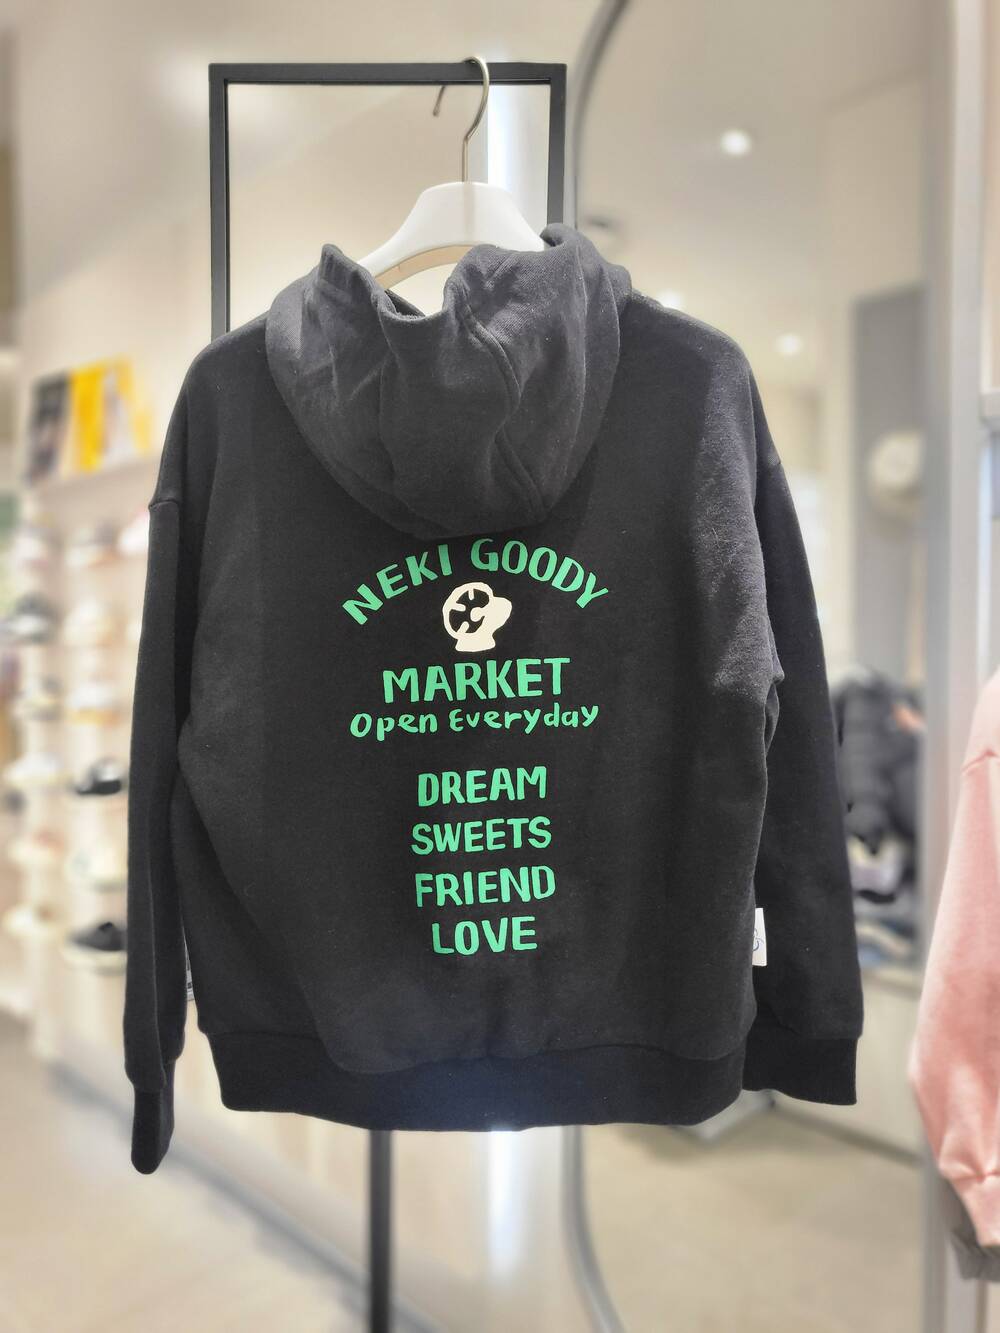 NEKI GOODY
MARKET
Open Everyday
DREAM
SWEETS
FRIEND
LOVE